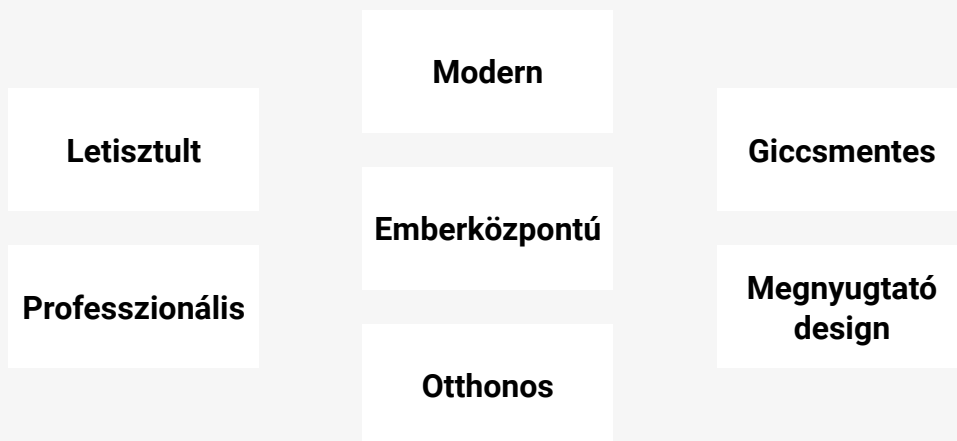 Modern
Letisztult
Giccsmentes
Emberközpontú
Professzionális
Megnyugtató
design
Otthonos